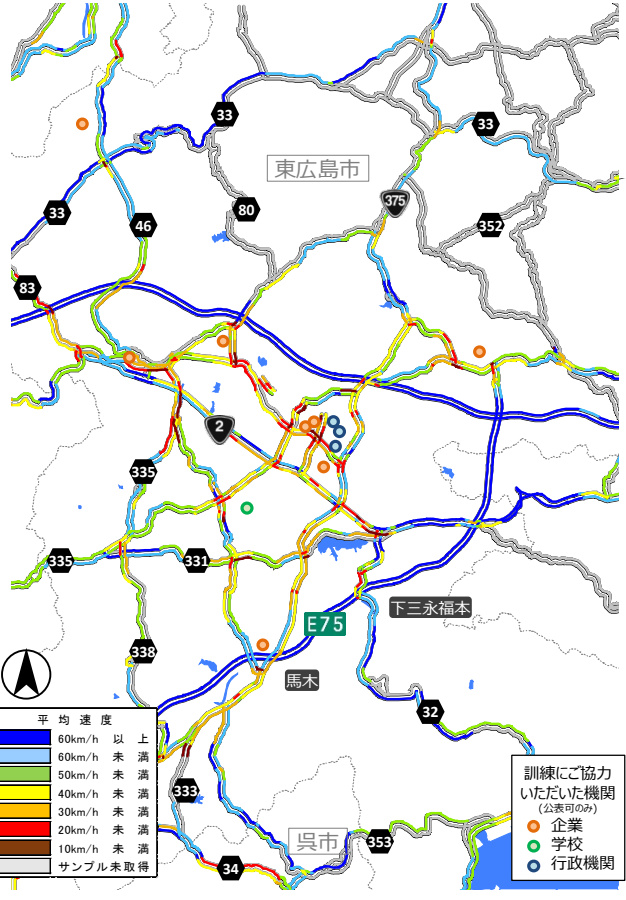 33
33
東広島市
375
33
80
46
352
83
2
335
335
331
下三永福本
E75
338
馬木
32
平均速度
60km/h 以上
60km/h 未満
50km/h 未満
40km/h 未満
30km/h 未満
20km/h 未満
10km/h 未満
サンプル未取得
訓練にご協力
いただいた機関
(公表可のみ)
企業
学校
行政機関
333
呉市
353
34